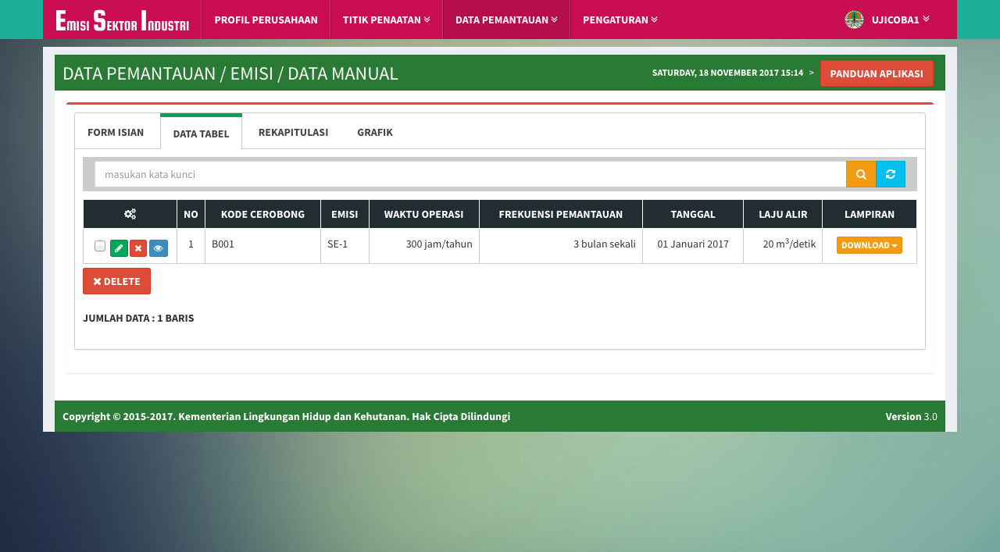 EMISI SEKTOR INDUSTRI PROFIL PERUSAHAAN TITIK PENAATAN DATA PEMANTAUAN PENGATURAN UJICOBA1
DATA PEMANTAUAN / EMISI / DATA MANUAL SATURDAY, 18 NOVEMBER 2017 15:14 > PANDUAN APLIKASI
FORM ISIAN DATA TABEL REKAPITULASI GRAFIK
masukan kata kunci
NO KODE CEROBONG EMISI WAKTU OPERASI FREKUENSI PEMANTAUAN TANGGAL LAJU ALIR LAMPIRAN
1 B001 SE-1 300 jam/tahun 3 bulan sekali 01 Januari 2017 20 m³/detik DOWNLOAD
DELETE
JUMLAH DATA : 1 BARIS
Copyright © 2015-2017. Kementerian Lingkungan Hidup dan Kehutanan. Hak Cipta Dilindungi Version 3.0